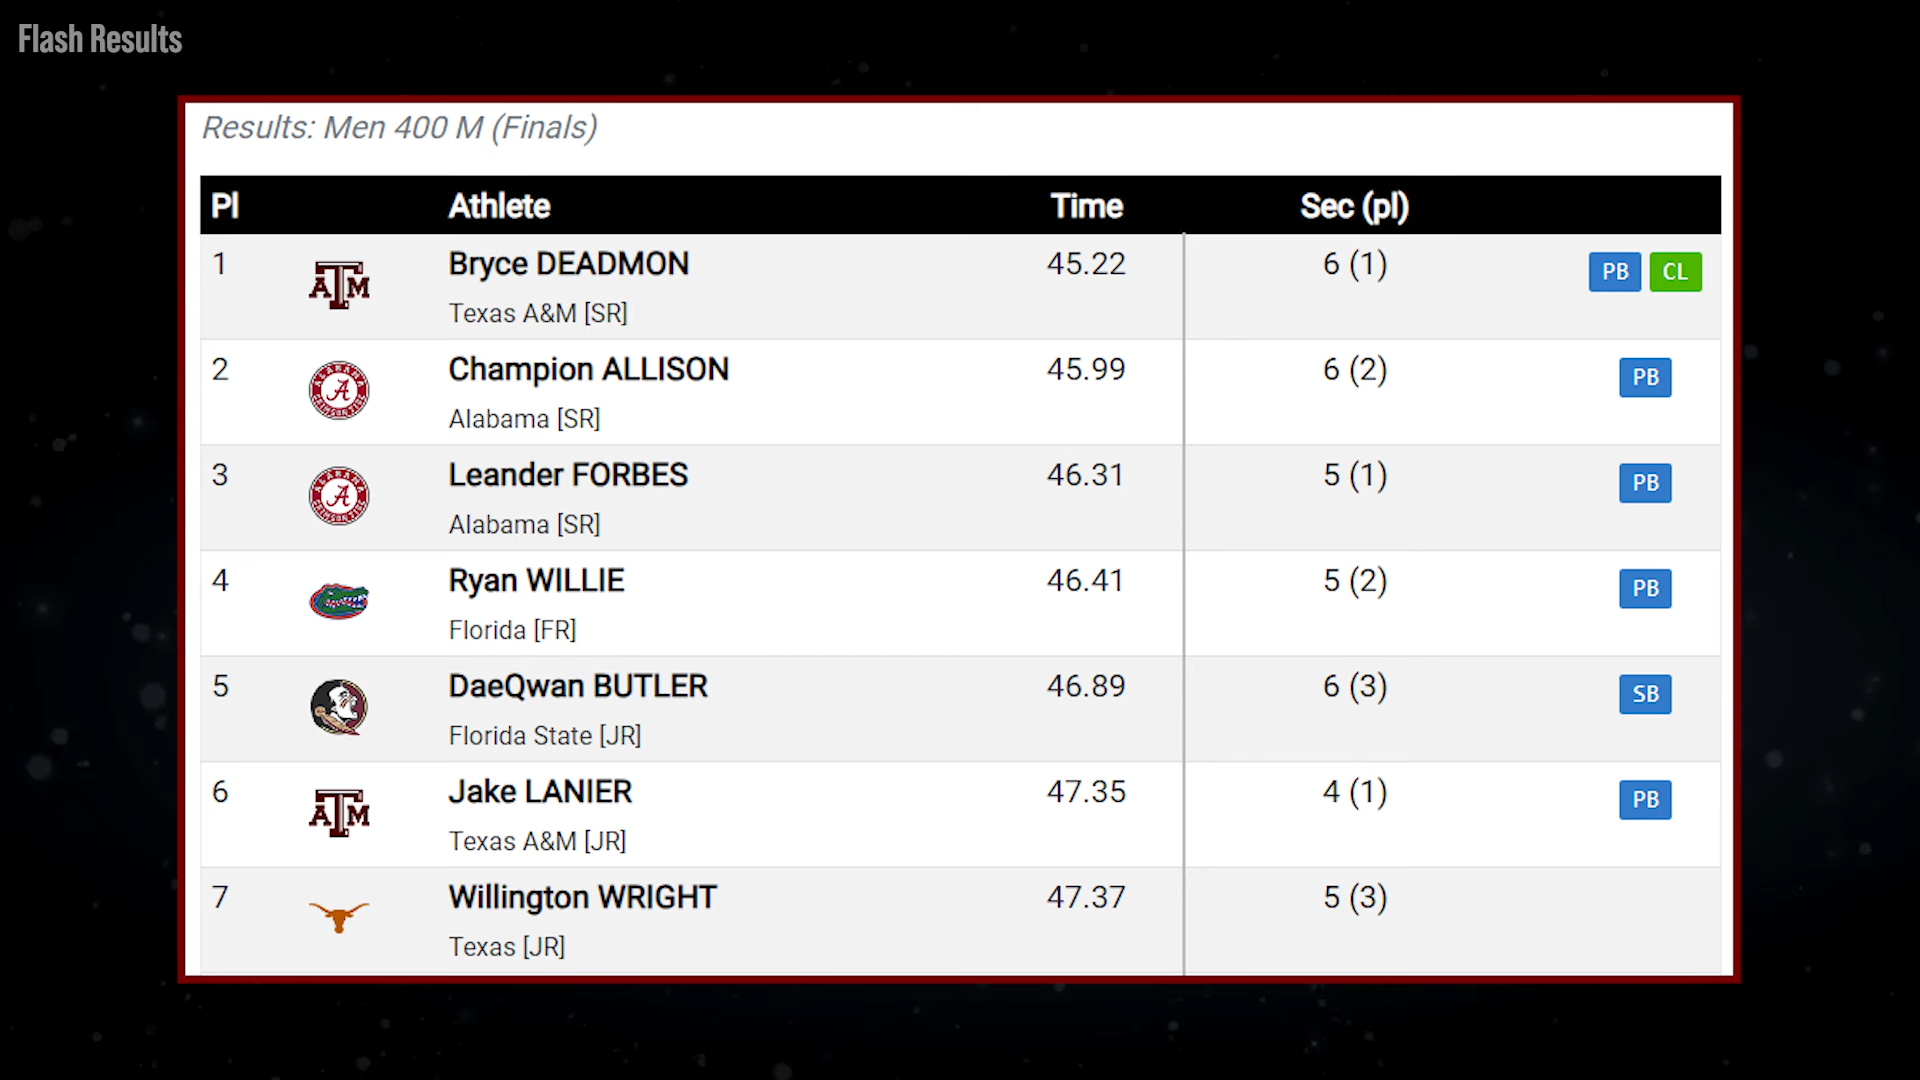 Flash Results
Results: Men 400 M (Finals)
Pl Athlete Time Sec (pl)
1 Bryce DEADMON 45.22 6 (1) PB CL
Texas A&M [SR]
2 Champion ALLISON 45.99 6 (2) PB
Alabama [SR]
3 Leander FORBES 46.31 5 (1) PB
Alabama [SR]
4 Ryan WILLIE 46.41 5 (2) PB
Florida [FR]
5 DaeQwan BUTLER 46.89 6 (3) SB
Florida State [JR]
6 Jake LANIER 47.35 4 (1) PB
Texas A&M [JR]
7 Willington WRIGHT 47.37 5 (3)
Texas [JR]